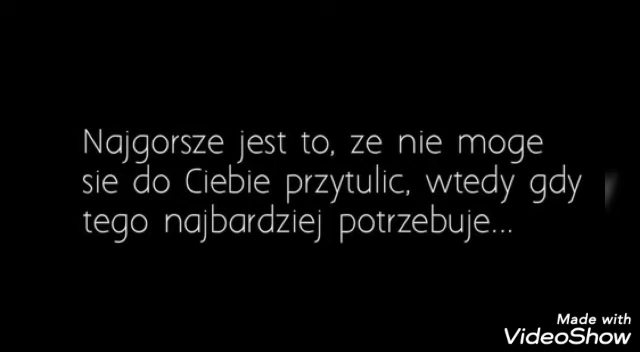 Najgorsze jest to, ze nie moge
sie do Ciebie przytulic, wtedy gdy
tego najbardziej potrzebuje...
Made with
VideoShow